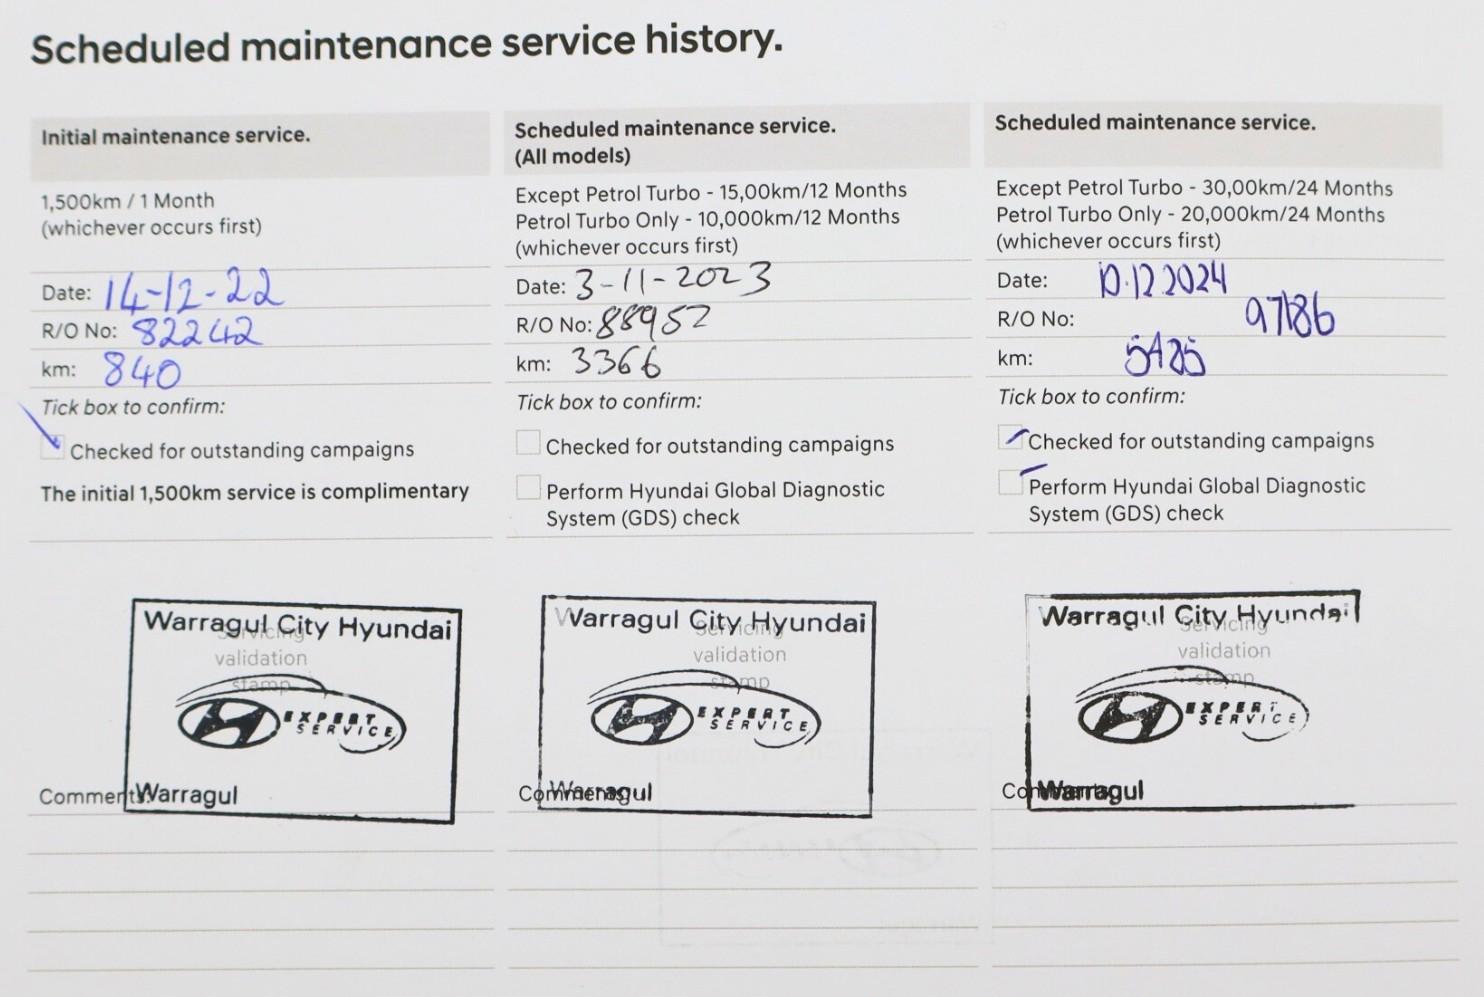 Scheduled maintenance service history.
Initial maintenance service.
1,500km / 1 Month
(whichever occurs first)
Date: 14-12-22
R/O No: 82242
km: 840
Tick box to confirm:
Checked for outstanding campaigns
The initial 1,500km service is complimentary
Warragul City Hyundai
Servicing
validation
stamp
EXPERT
SERVICE
Comments:
Warragul
Scheduled maintenance service.
(All models)
Except Petrol Turbo - 15,00km/12 Months
Petrol Turbo Only - 10,000km/12 Months
(whichever occurs first)
Date: 3-11-2023
R/O No: 88952
km: 3366
Tick box to confirm:
Checked for outstanding campaigns
Perform Hyundai Global Diagnostic
System (GDS) check
Warragul City Hyundai
Servicing
validation
stamp
EXPERT
SERVICE
Comments:
Warragul
Scheduled maintenance service.
Except Petrol Turbo - 30,00km/24 Months
Petrol Turbo Only - 20,000km/24 Months
(whichever occurs first)
Date: 10.12 2024
R/O No: 97186
km:
Tick box to confirm:
Checked for outstanding campaigns
Perform Hyundai Global Diagnostic
System (GDS) check
Warragul City Hyundai
Servicing
validation
stamp
EXPERT
SERVICE
Comments:
Warragul